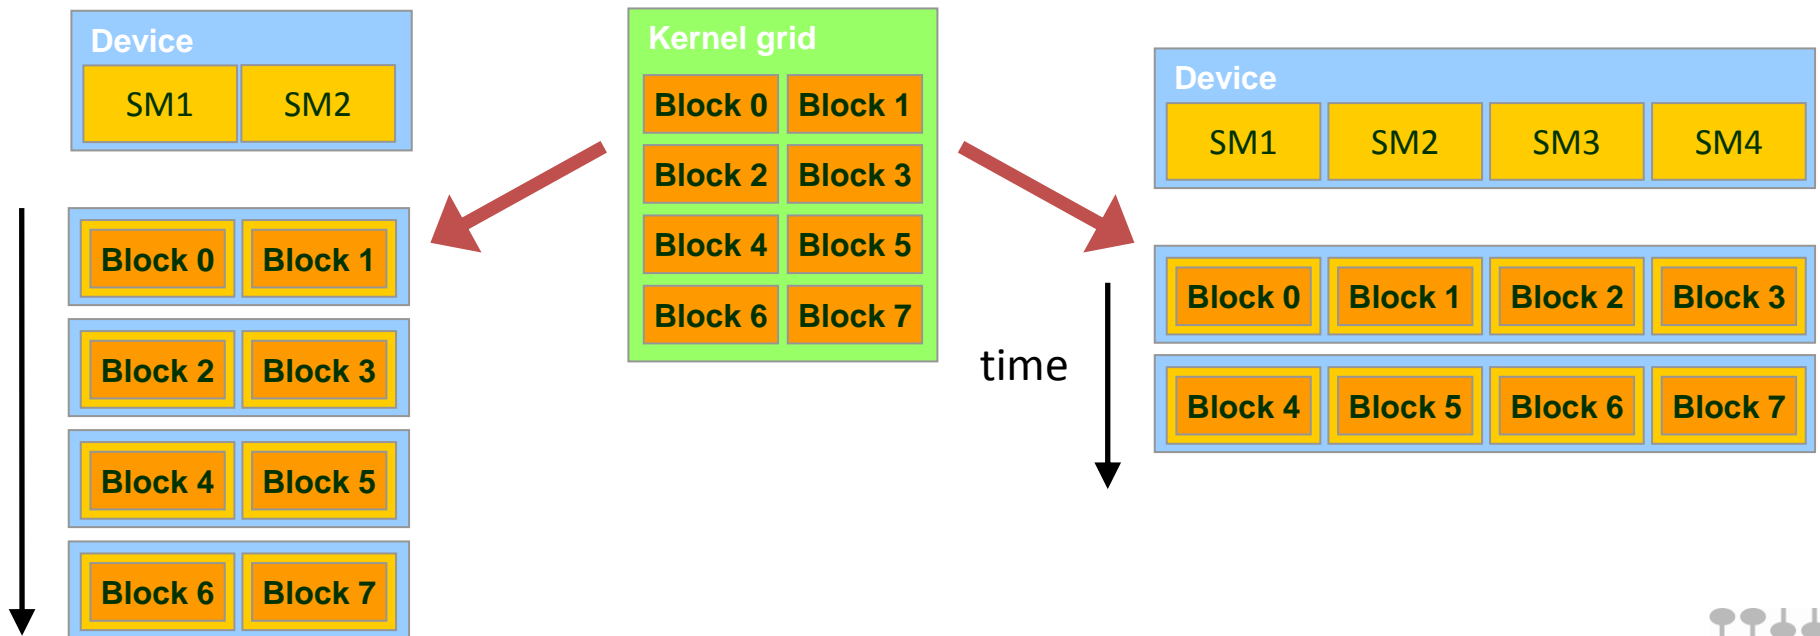 Device
SM1 SM2
Block 0 Block 1
Block 2 Block 3
Block 4 Block 5
Block 6 Block 7
Kernel grid
Block 0 Block 1
Block 2 Block 3
Block 4 Block 5
Block 6 Block 7
time
Device
SM1 SM2 SM3 SM4
Block 0 Block 1 Block 2 Block 3
Block 4 Block 5 Block 6 Block 7